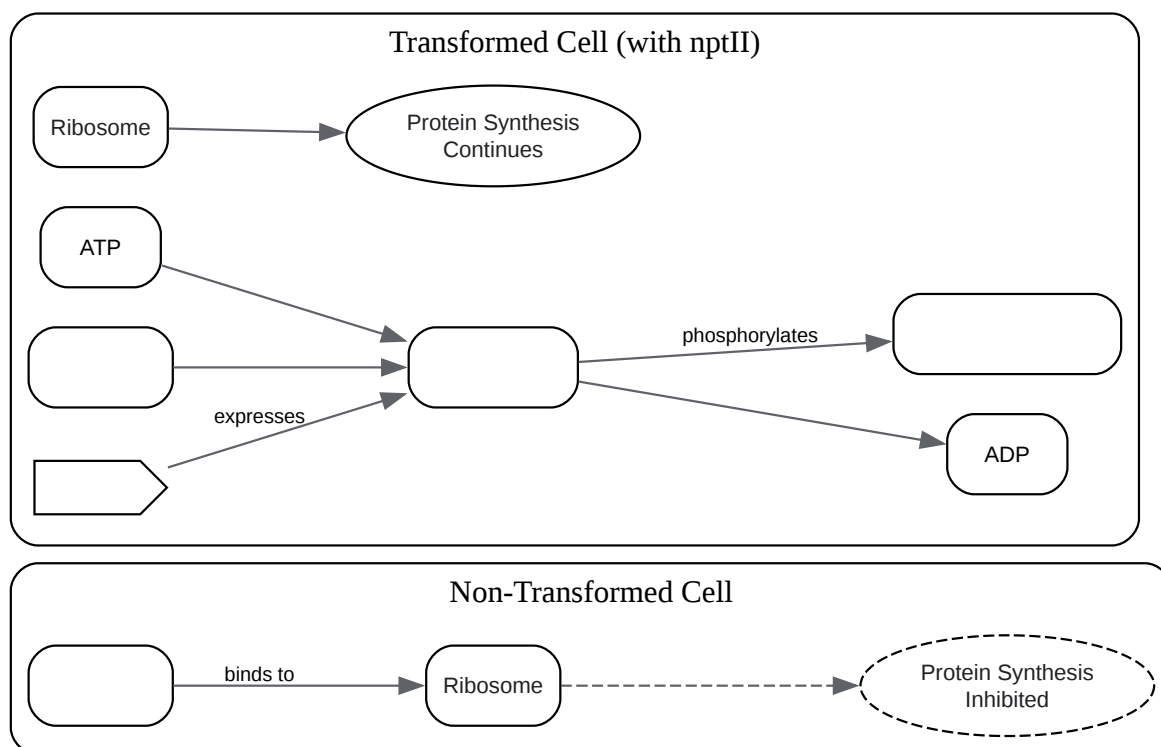 Transformed Cell (with nptII)
Ribosome
Protein Synthesis
Continues
ATP
phosphorylates
expresses
ADP
Non-Transformed Cell
binds to
Ribosome
Protein Synthesis
Inhibited